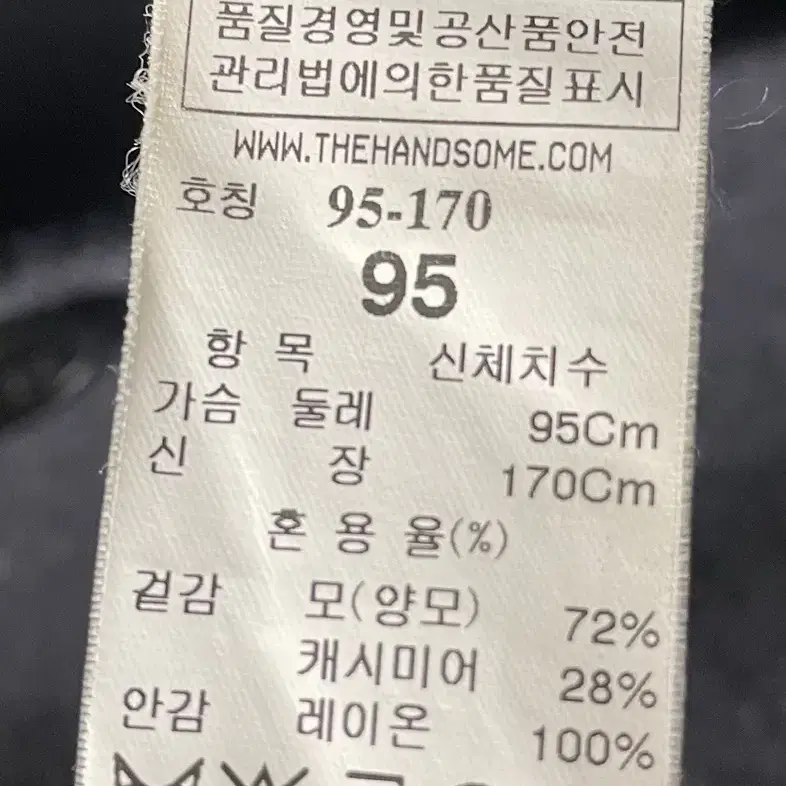 품질경영및공산품안전
관리법에의한품질표시
WWW.THEHANDSOME.COM
호칭 95-170
95
항 목 신체치수
가슴 둘레 95Cm
신 장 170Cm
혼 용 율(%)
겉감 모(양모) 72%
캐시미어 28%
안감 레이온 100%